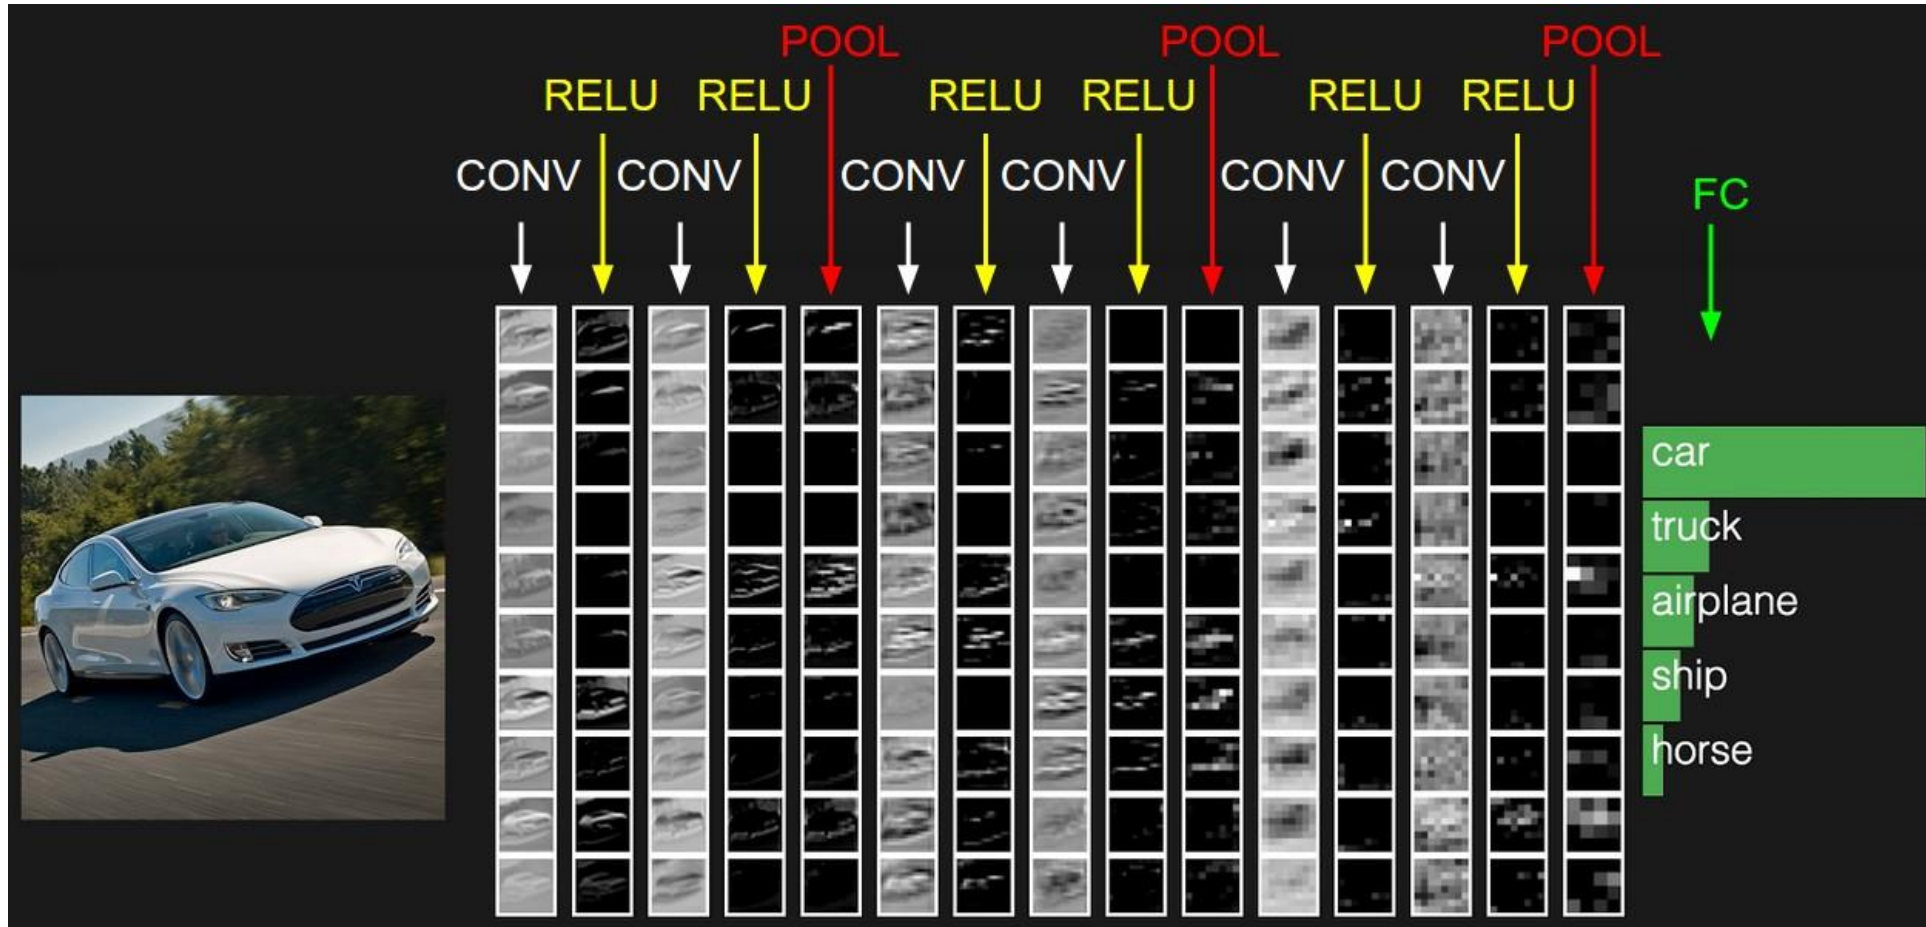 POOL POOL POOL
RELU RELU RELU RELU RELU RELU
CONV CONV CONV CONV CONV CONV
FC
car
truck
airplane
ship
horse